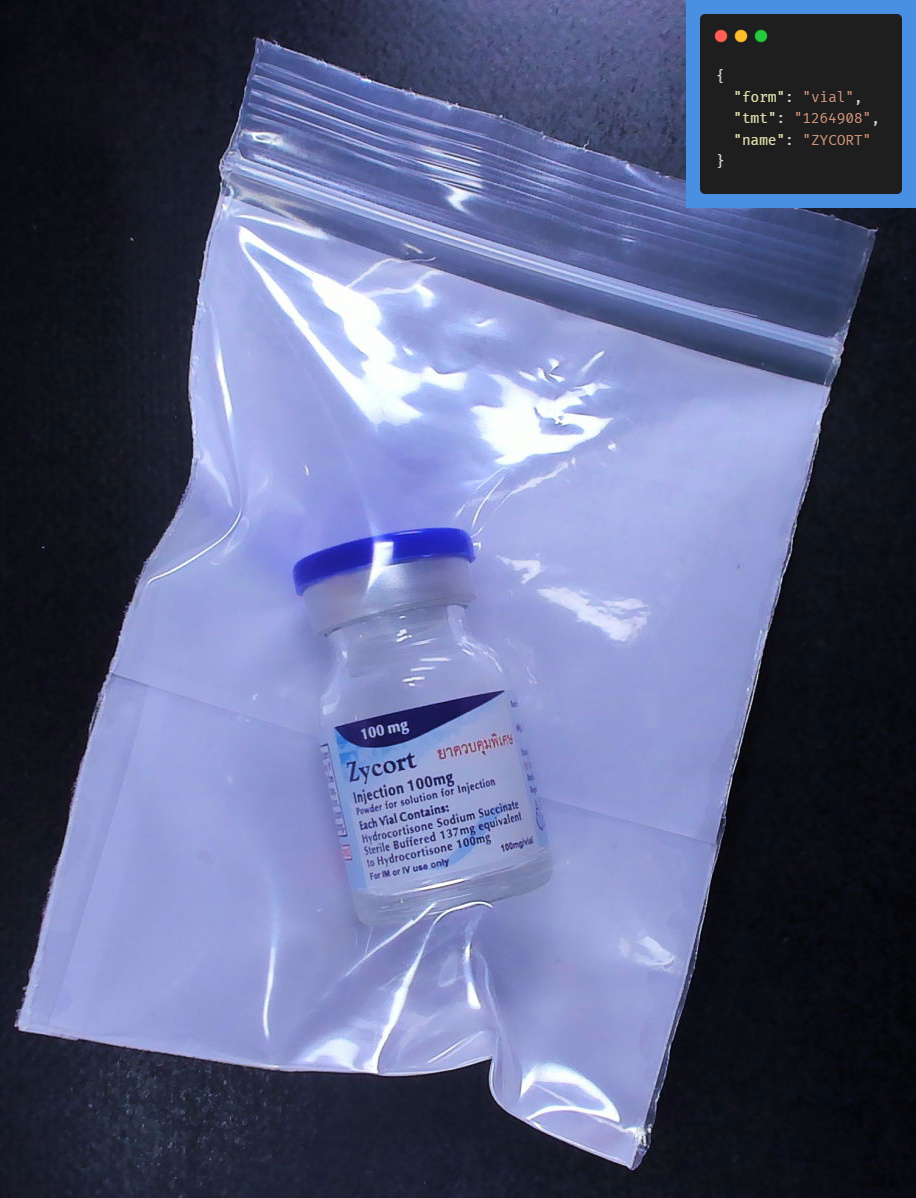 {
"form": "vial",
"tmt": "1264908",
"name": "ZYCORT"
}
100 mg
Zycort
ยาควบคุมพิเศษ
Injection 100mg
Powder for solution for Injection
Each Vial Contains:
Hydrocortisone Sodium Succinate
Sterile Buffered 137mg equivalent
to Hydrocortisone 100mg
100mg/vial
For IM or IV use only